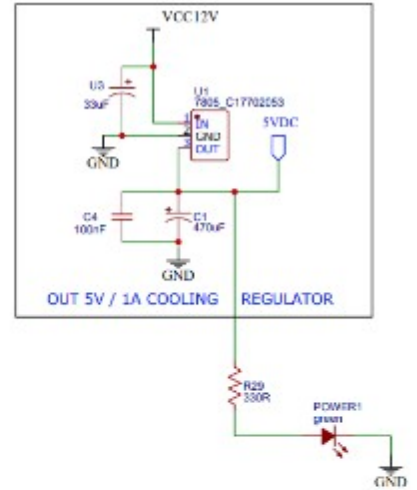 VCC12V
U3
33uF
U1
7805_C17702053
IN
GND
OUT
5VDC
GND
C4
100nF
C1
470uF
GND
OUT 5V / 1A COOLING REGULATOR
R29
330R
POWER1
green
GND